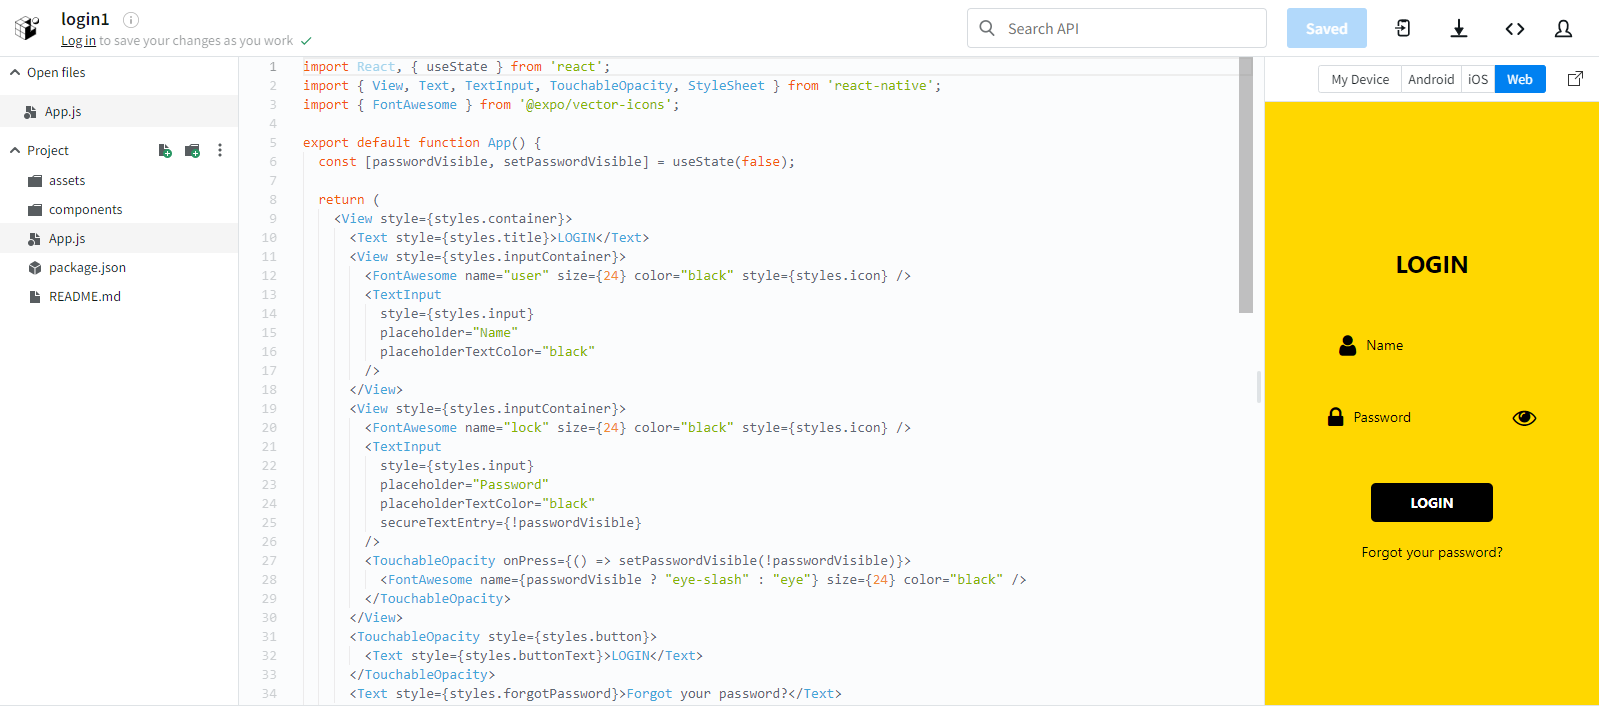 login1
Log in to save your changes as you work
Search API
Saved
Open files
App.js
Project
assets
components
App.js
package.json
README.md
1 import React, { useState } from 'react';
2 import { View, Text, TextInput, TouchableOpacity, StyleSheet } from 'react-native';
3 import { FontAwesome } from '@expo/vector-icons';
4
5 export default function App() {
6 const [passwordVisible, setPasswordVisible] = useState(false);
7
8 return (
9 <View style={styles.container}>
10 <Text style={styles.title}>LOGIN</Text>
11 <View style={styles.inputContainer}>
12 <FontAwesome name="user" size={24} color="black" style={styles.icon} />
13 <TextInput
14 style={styles.input}
15 placeholder="Name"
16 placeholderTextColor="black"
17 />
18 </View>
19 <View style={styles.inputContainer}>
20 <FontAwesome name="lock" size={24} color="black" style={styles.icon} />
21 <TextInput
22 style={styles.input}
23 placeholder="Password"
24 placeholderTextColor="black"
25 secureTextEntry={!passwordVisible}
26 />
27 <TouchableOpacity onPress={() => setPasswordVisible(!passwordVisible)}>
28 <FontAwesome name={passwordVisible ? "eye-slash" : "eye"} size={24} color="black" />
29 </TouchableOpacity>
30 </View>
31 <TouchableOpacity style={styles.button}>
32 <Text style={styles.buttonText}>LOGIN</Text>
33 </TouchableOpacity>
34 <Text style={styles.forgotPassword}>Forgot your password?</Text>
My Device Android iOS Web
LOGIN
Name
Password
LOGIN
Forgot your password?